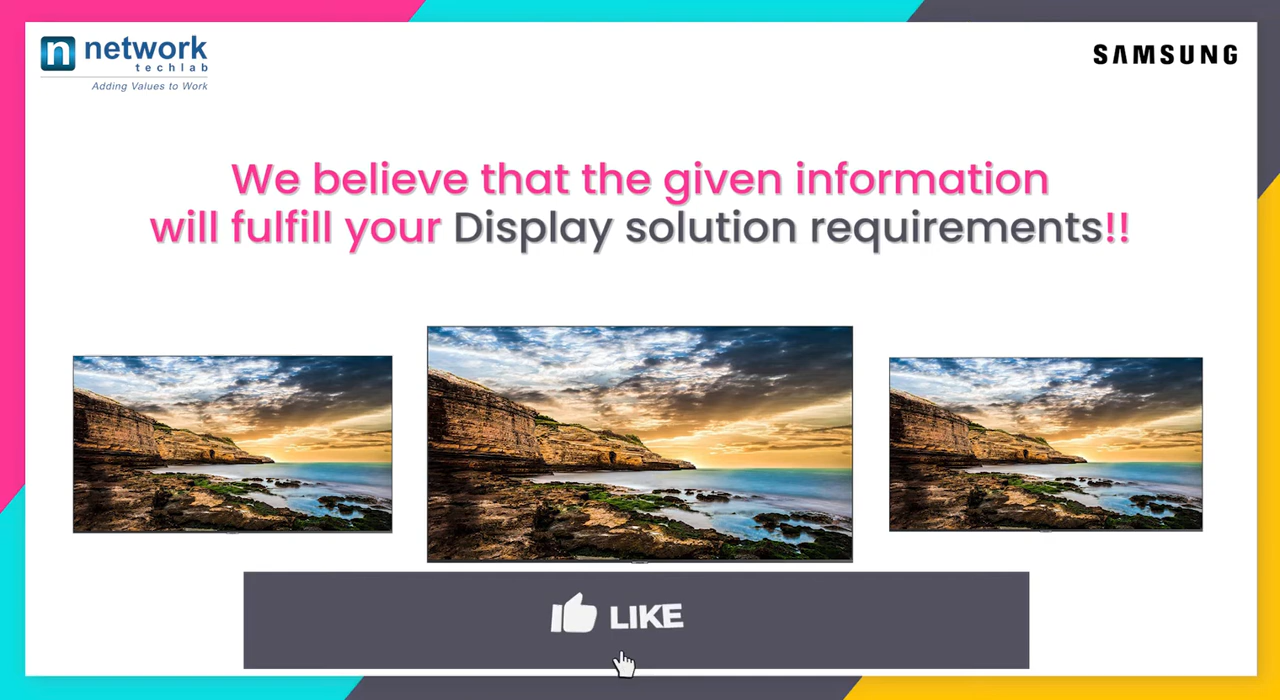 n network
techlab
Adding Values to Work
SAMSUNG
We believe that the given information
will fulfill your Display solution requirements!!
LIKE